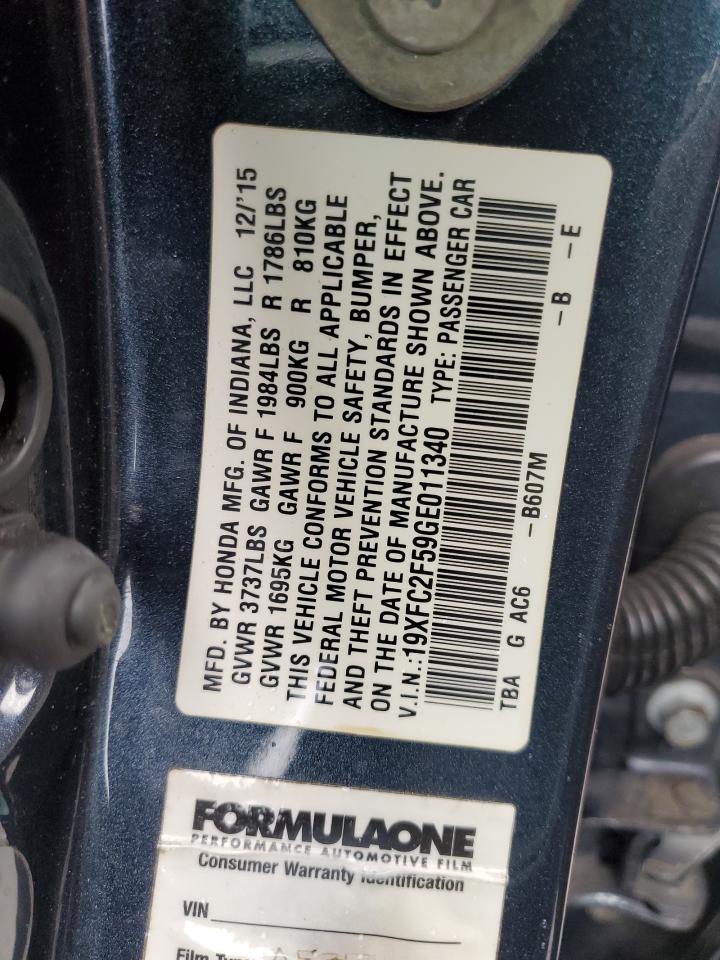 MFD. BY HONDA MFG. OF INDIANA, LLC 12/'15
GVWR 3737LBS GAWR F 1984LBS R 1786LBS
GVWR 1695KG GAWR F 900KG R 810KG
THIS VEHICLE CONFORMS TO ALL APPLICABLE
FEDERAL MOTOR VEHICLE SAFETY, BUMPER,
AND THEFT PREVENTION STANDARDS IN EFFECT
ON THE DATE OF MANUFACTURE SHOWN ABOVE.
V.I.N.:19XFC2F59GE011340 TYPE: PASSENGER CAR
TBA G AC6 -B607M -B -E
FORMULAONE
PERFORMANCE AUTOMOTIVE FILM
Consumer Warranty Identification
VIN
Film